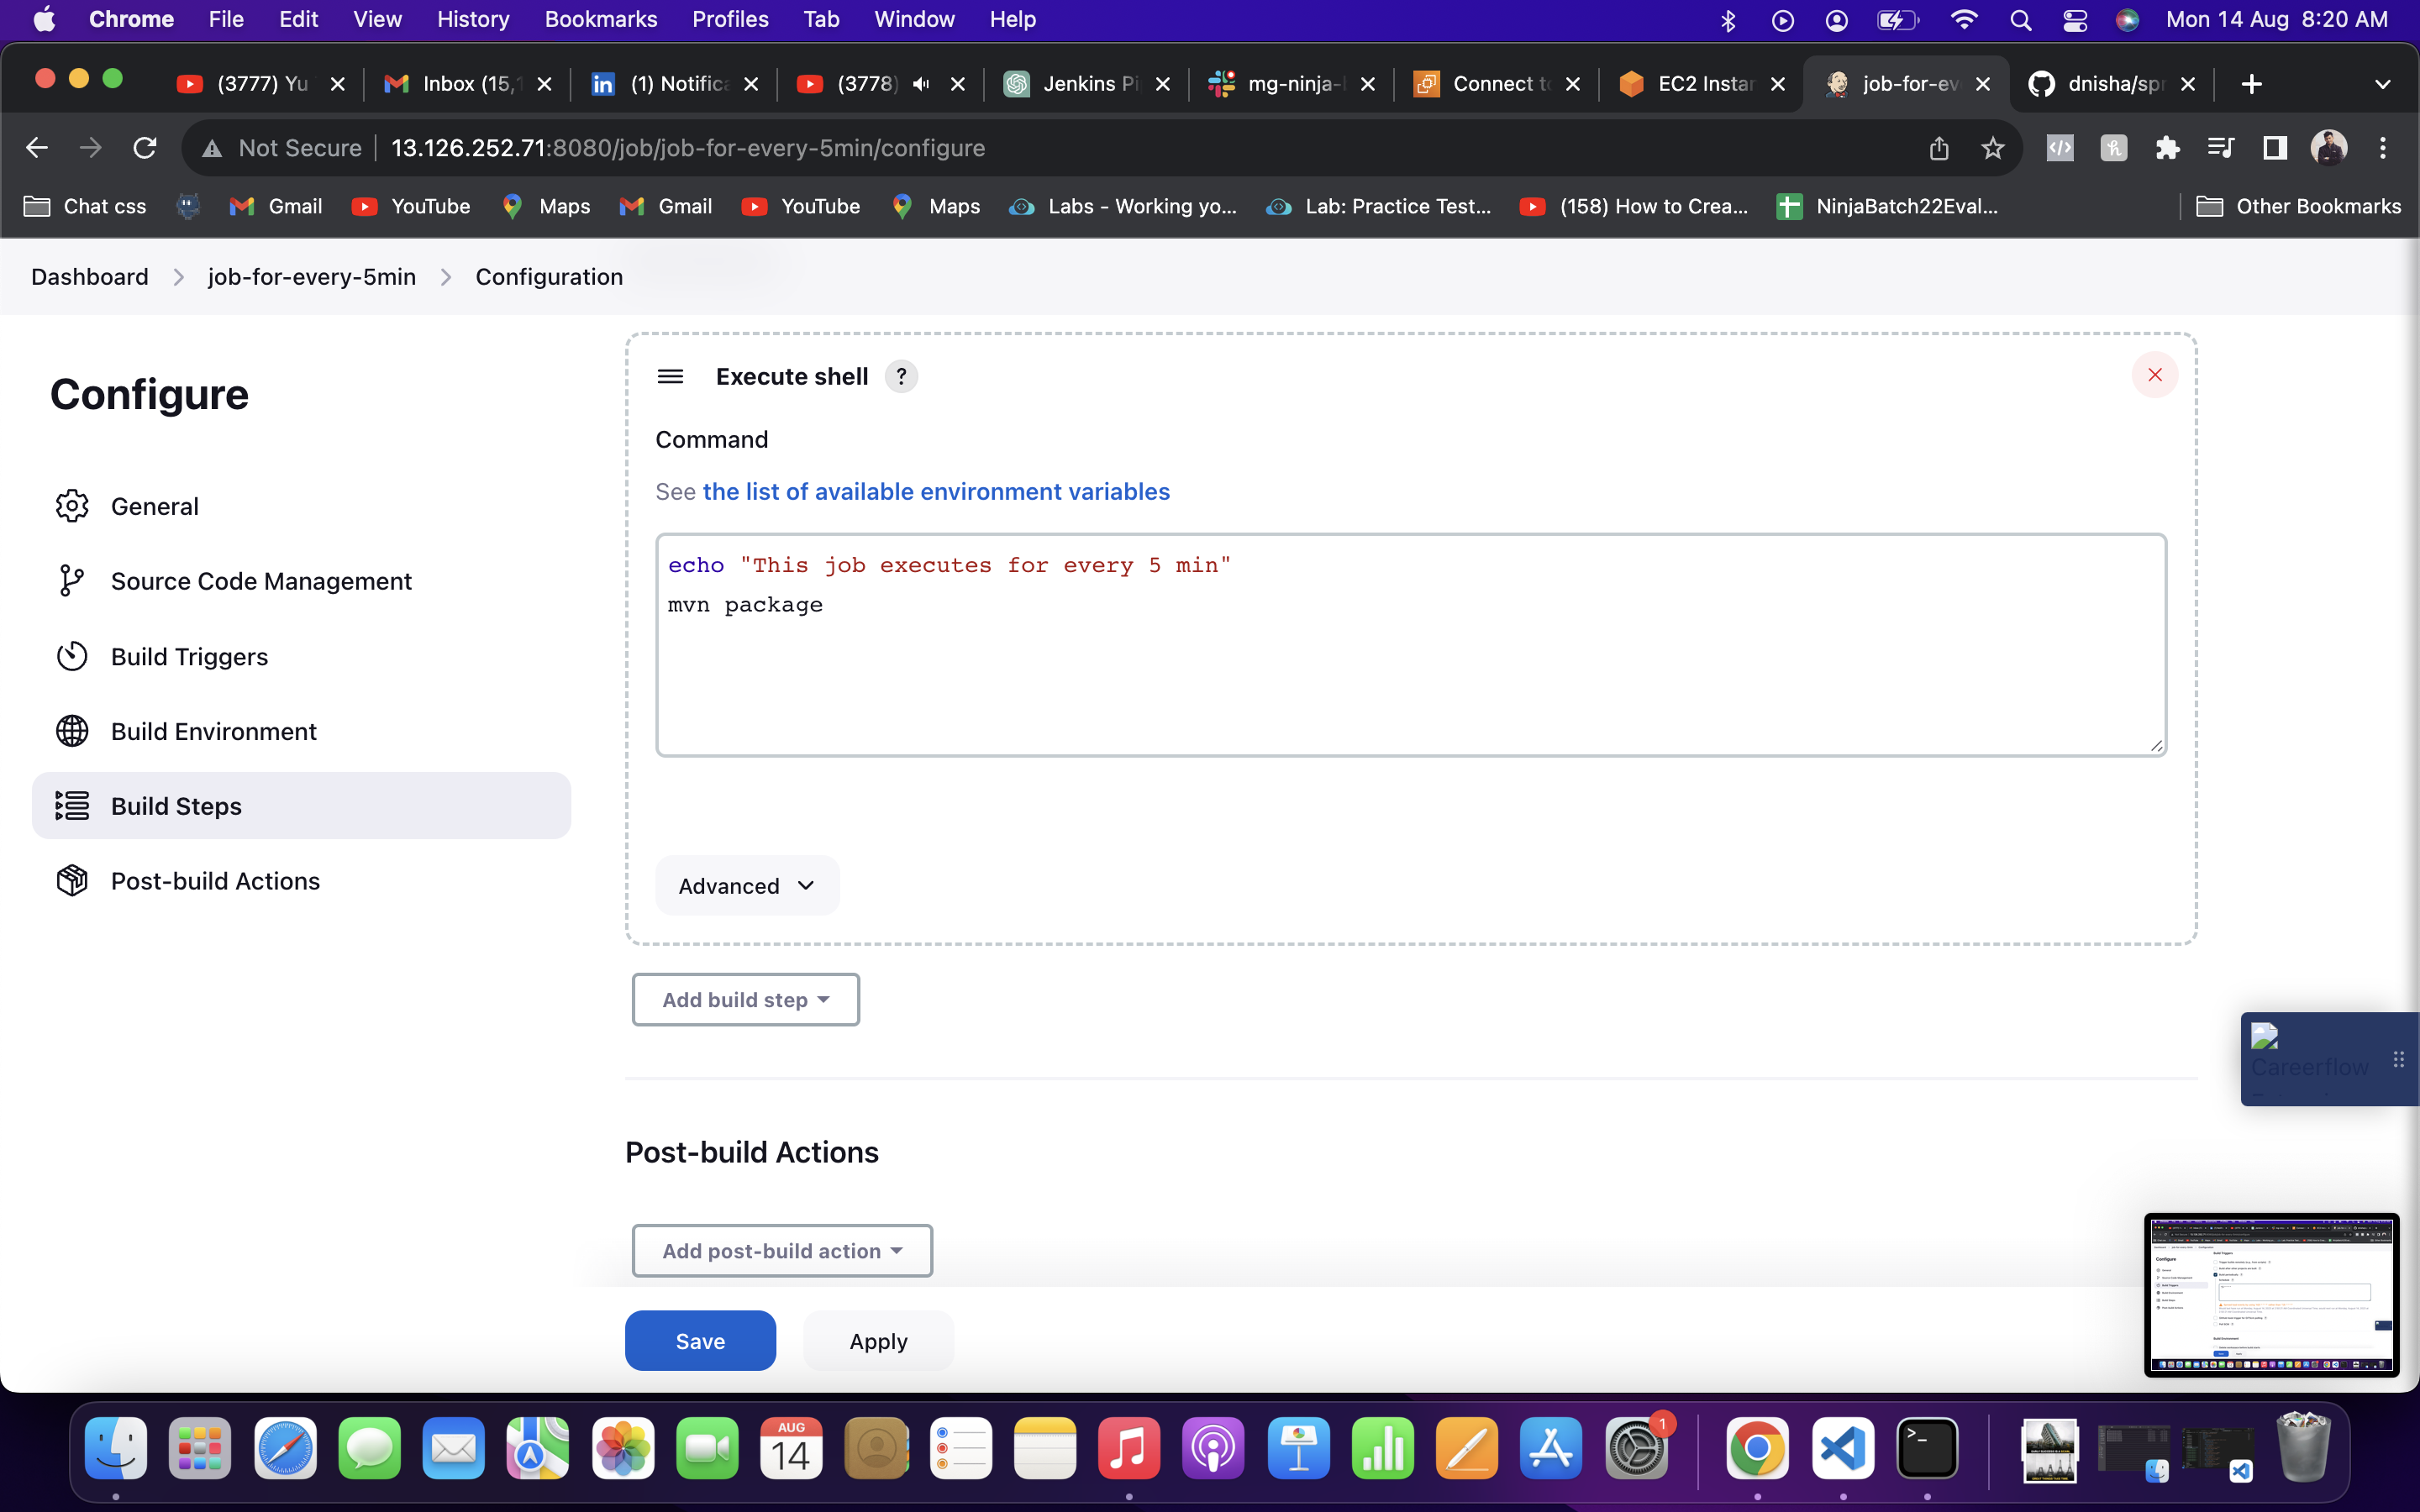 Chrome File Edit View History Bookmarks Profiles Tab Window Help Mon 14 Aug 8:20 AM
(3777) Yu Inbox (15,1 (1) Notifica (3778) Jenkins Pi mg-ninja- Connect to EC2 Instan job-for-ev dnisha/spr
Not Secure 13.126.252.71:8080/job/job-for-every-5min/configure
Chat css Gmail YouTube Maps Gmail YouTube Maps Labs - Working yo... Lab: Practice Test... (158) How to Crea... NinjaBatch22Eval... Other Bookmarks
Dashboard job-for-every-5min Configuration
Configure
General
Source Code Management
Build Triggers
Build Environment
Build Steps
Post-build Actions
Execute shell ?
Command
See the list of available environment variables
echo "This job executes for every 5 min"
mvn package
Advanced
Add build step
Careerflow
Post-build Actions
Add post-build action
Save Apply
AUG
14
1